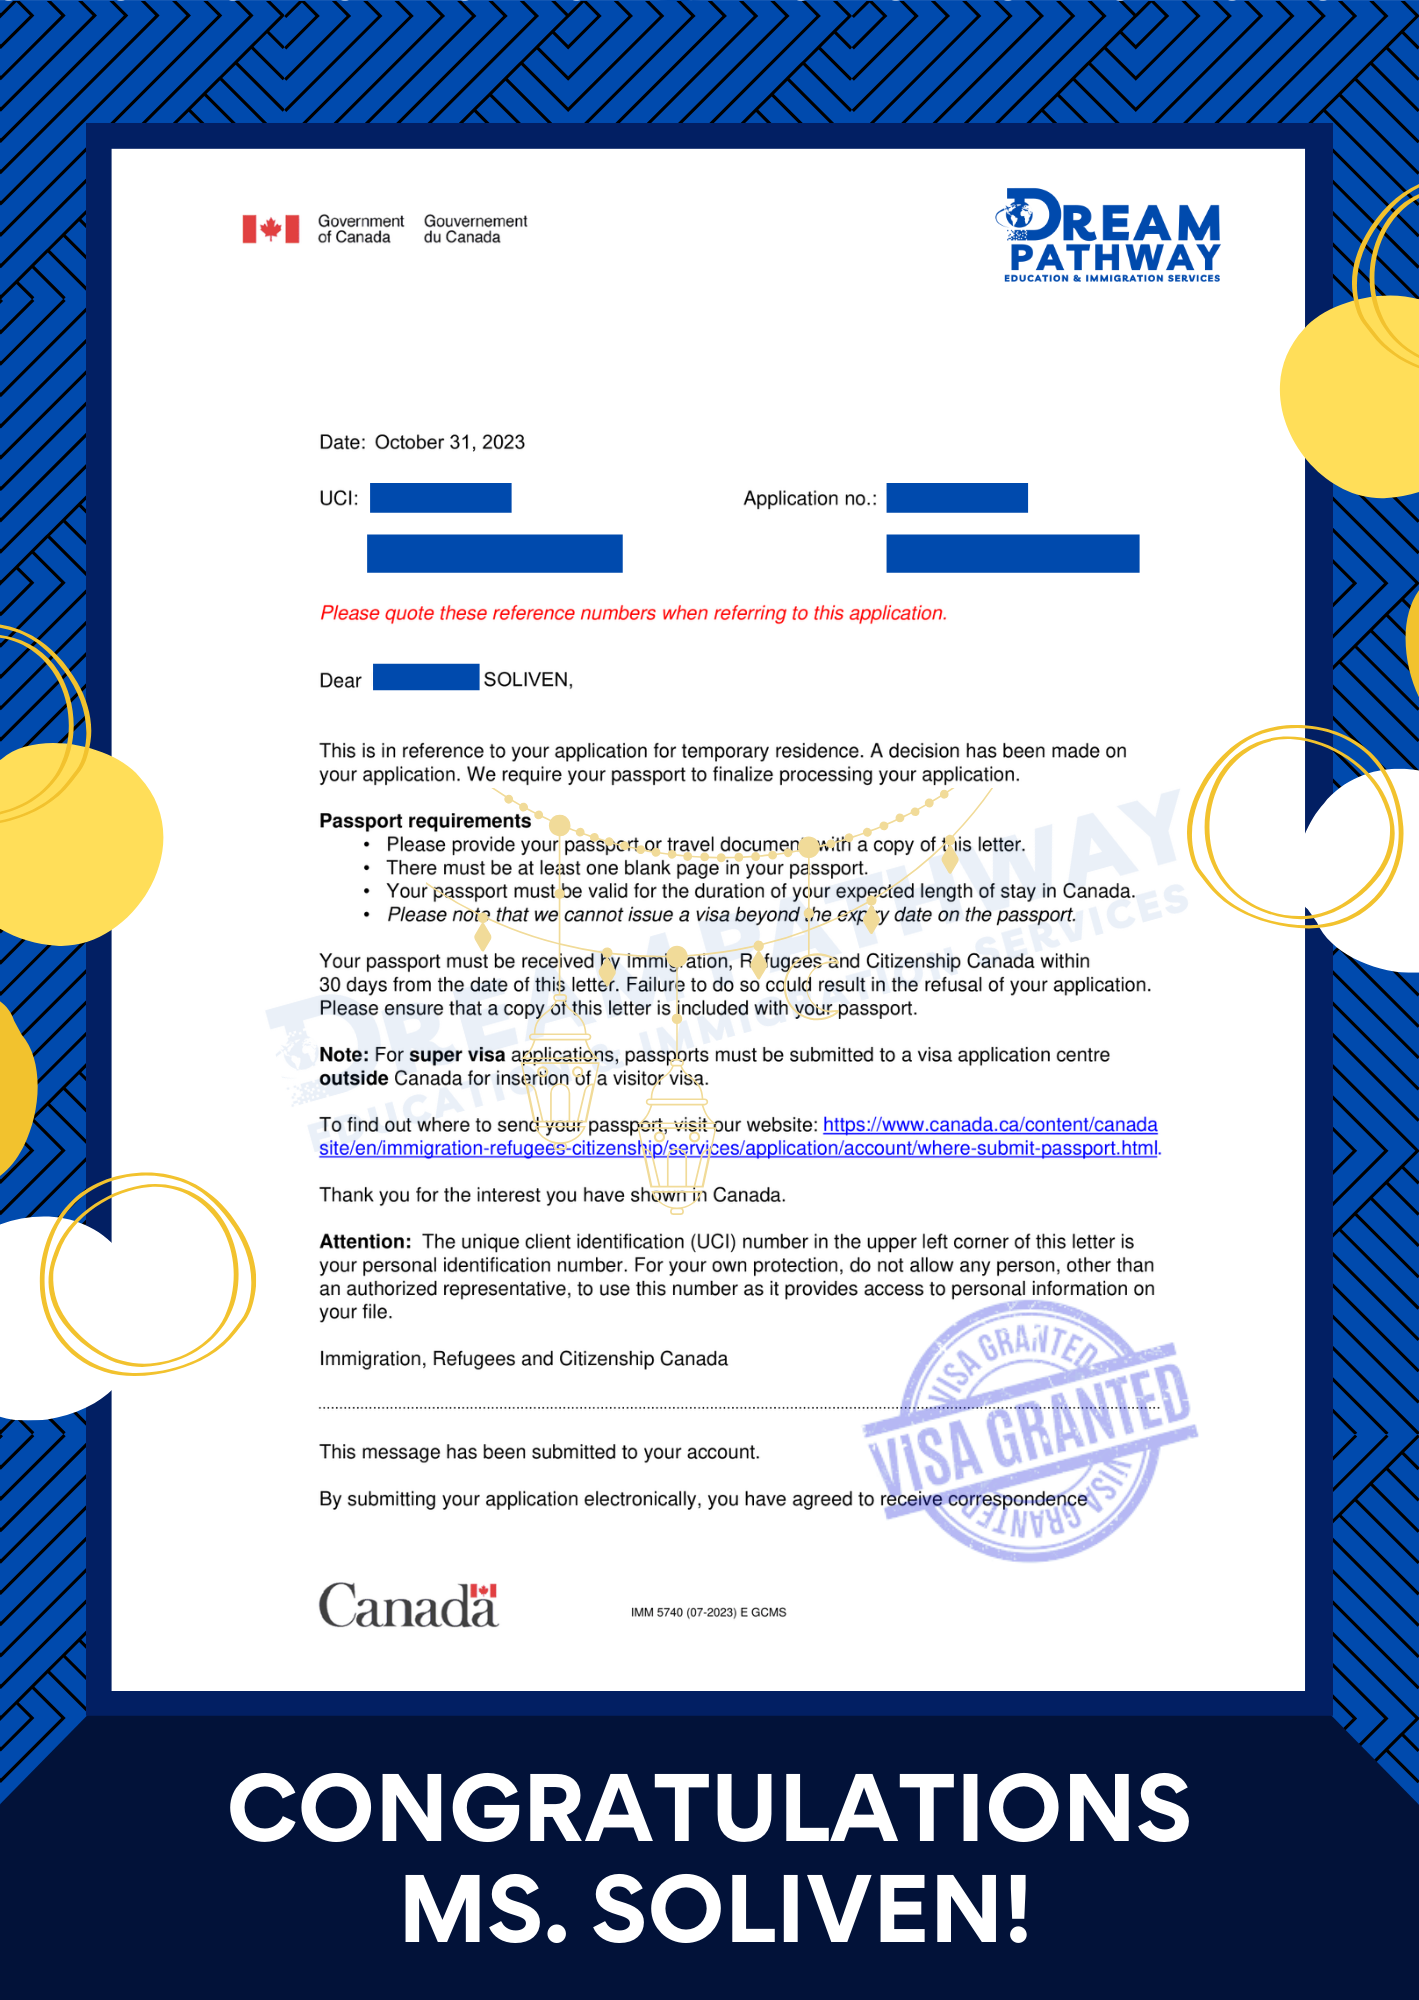 Government of Canada
Gouvernement du Canada
DREAM
PATHWAY
EDUCATION & IMMIGRATION SERVICES
Date: October 31, 2023
UCI:
Application no.:
Please quote these reference numbers when referring to this application.
Dear SOLIVEN,
This is in reference to your application for temporary residence. A decision has been made on
your application. We require your passport to finalize processing your application.
Passport requirements
• Please provide your passport or travel document with a copy of this letter.
• There must be at least one blank page in your passport.
• Your passport must be valid for the duration of your expected length of stay in Canada.
• Please note that we cannot issue a visa beyond the expiry date on the passport.
Your passport must be received by Immigration, Refugees and Citizenship Canada within
30 days from the date of this letter. Failure to do so could result in the refusal of your application.
Please ensure that a copy of this letter is included with your passport.
Note: For super visa applications, passports must be submitted to a visa application centre
outside Canada for insertion of a visitor visa.
To find out where to send your passport, visit our website: https://www.canada.ca/content/canada
site/en/immigration-refugees-citizenship/services/application/account/where-submit-passport.html.
Thank you for the interest you have shown in Canada.
Attention: The unique client identification (UCI) number in the upper left corner of this letter is
your personal identification number. For your own protection, do not allow any person, other than
an authorized representative, to use this number as it provides access to personal information on
your file.
Immigration, Refugees and Citizenship Canada
This message has been submitted to your account.
By submitting your application electronically, you have agreed to receive correspondence
DREAM PATHWAY
EDUCATION & IMMIGRATION SERVICES
VISA GRANTED
VISA GRANTED
VISA GRANTED
Canada
IMM 5740 (07-2023) E GCMS
CONGRATULATIONS
MS. SOLIVEN!